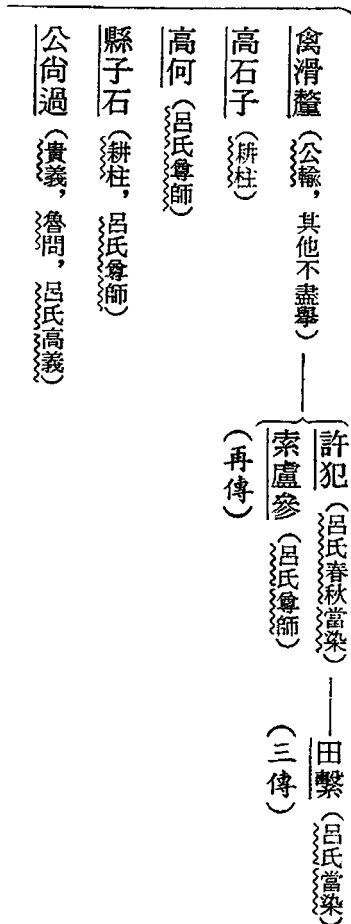 禽滑釐(公輸,其他不盡舉)
許犯(呂氏春秋當染)
田繫(呂氏當染)
(三傳)
索盧參(呂氏尊師)
(再傳)
高石子(耕柱)
高何(呂氏尊師)
縣子石(耕柱,呂氏尊師)
公尙過(貴義,魯問,呂氏高義)